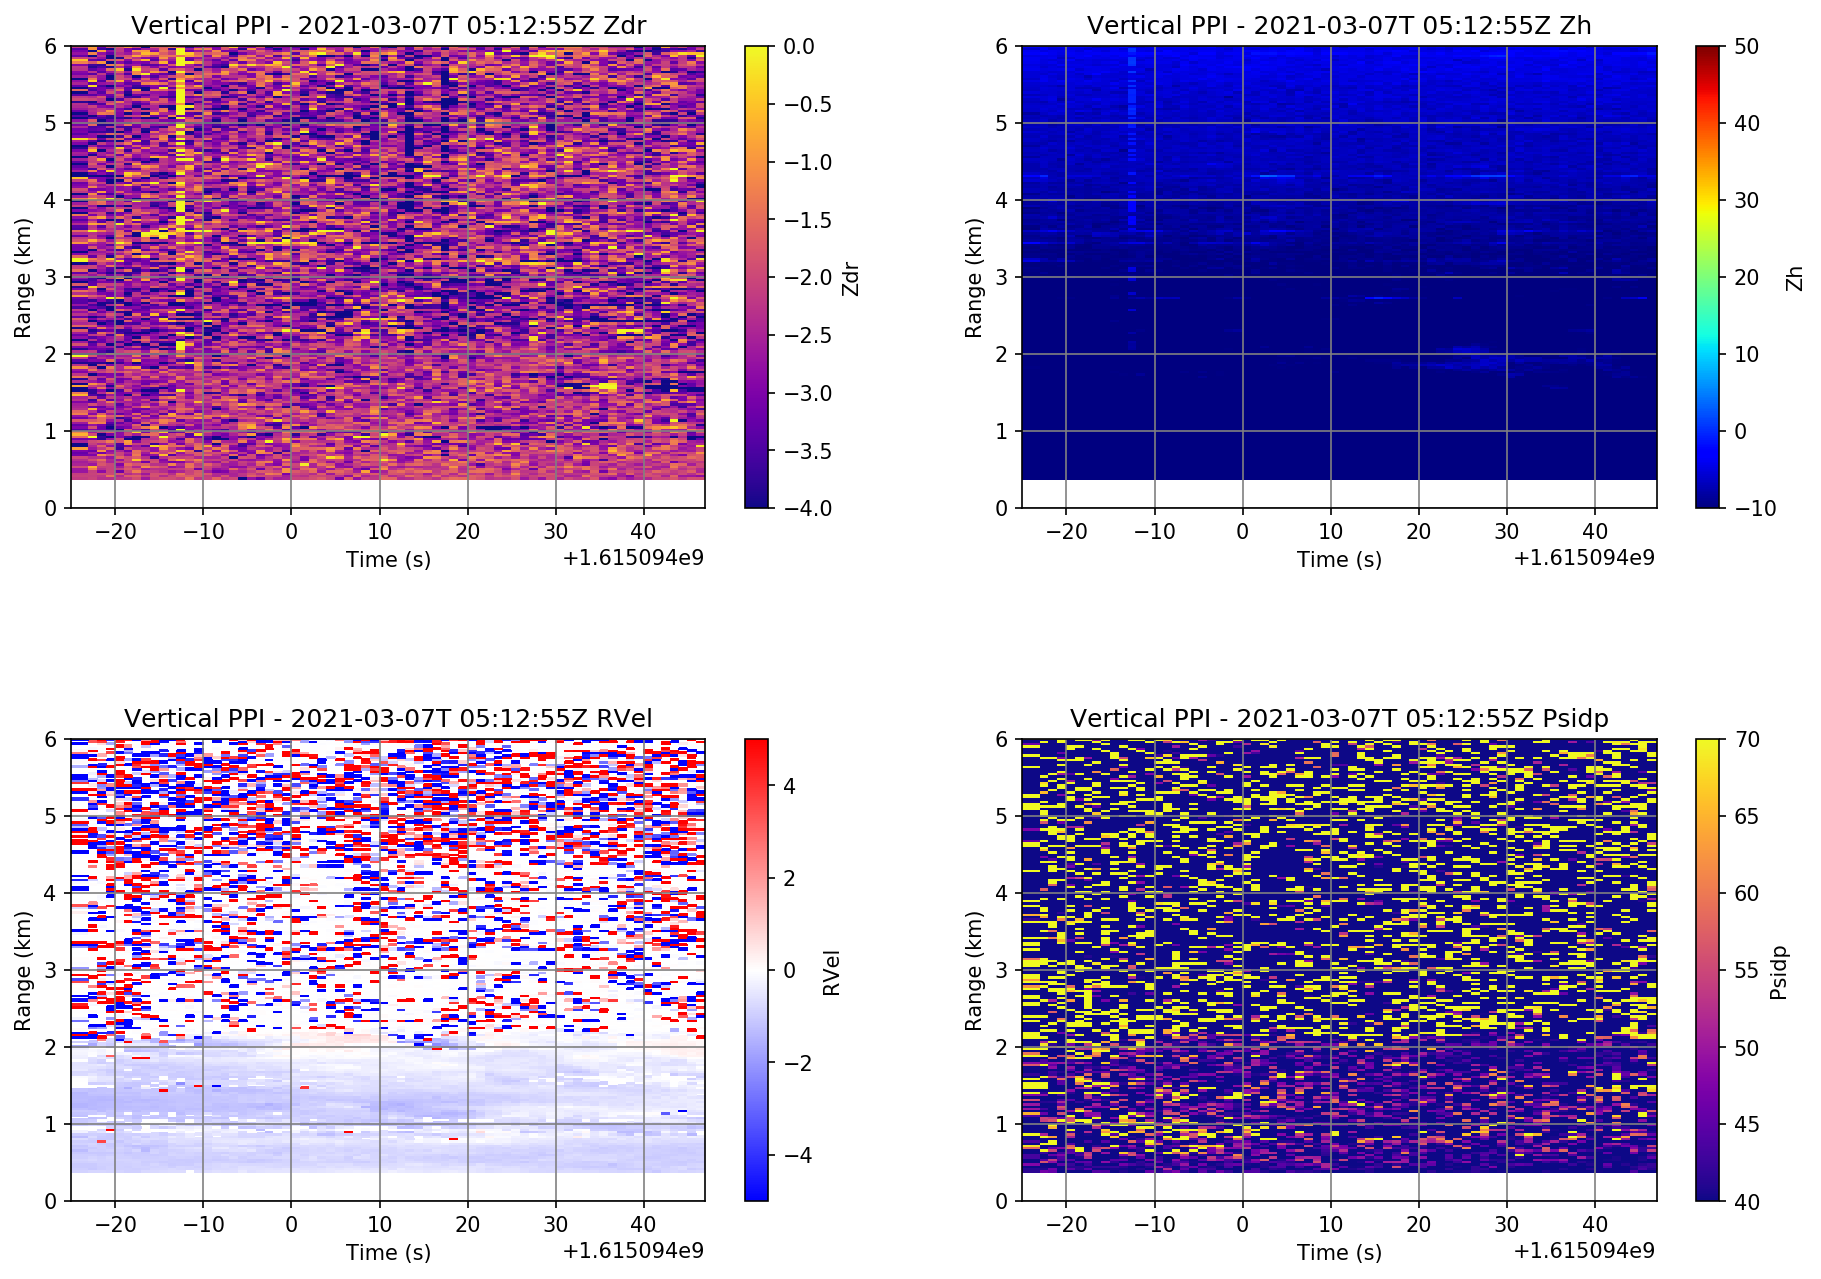 Vertical PPI - 2021-03-07T 05:12:55Z Zdr
Range (km)
6
5
4
3
2
1
0
−20 −10 0 10 20 30 40
Time (s)
+1.615094e9
0.0
−0.5
−1.0
−1.5
−2.0
−2.5
−3.0
−3.5
−4.0
Zdr
Vertical PPI - 2021-03-07T 05:12:55Z Zh
Range (km)
6
5
4
3
2
1
0
−20 −10 0 10 20 30 40
Time (s)
+1.615094e9
50
40
30
20
10
0
−10
Zh
Vertical PPI - 2021-03-07T 05:12:55Z RVel
Range (km)
6
5
4
3
2
1
0
−20 −10 0 10 20 30 40
Time (s)
+1.615094e9
4
2
0
−2
−4
RVel
Vertical PPI - 2021-03-07T 05:12:55Z Psidp
Range (km)
6
5
4
3
2
1
0
−20 −10 0 10 20 30 40
Time (s)
+1.615094e9
70
65
60
55
50
45
40
Psidp